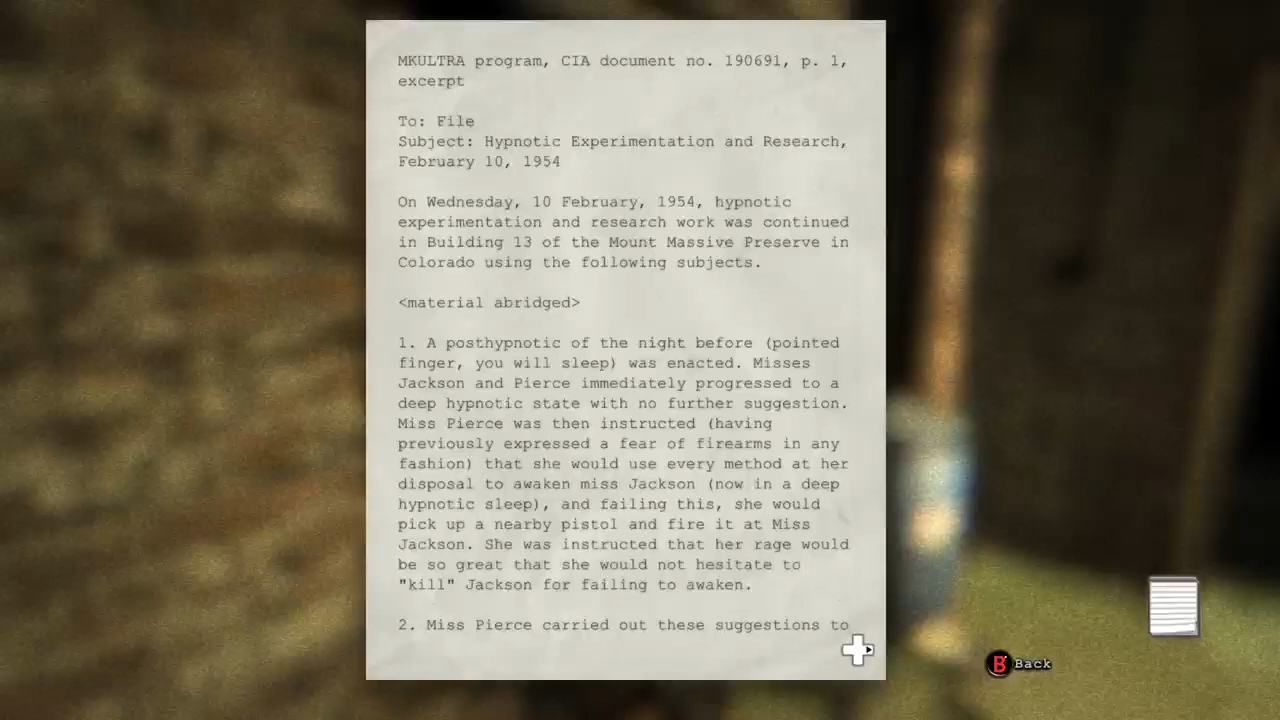 MKULTRA program, CIA document no. 190691, p. 1,
excerpt
To: File
Subject: Hypnotic Experimentation and Research,
February 10, 1954
On Wednesday, 10 February, 1954, hypnotic
experimentation and research work was continued
in Building 13 of the Mount Massive Preserve in
Colorado using the following subjects.
<material abridged>
1. A posthypnotic of the night before (pointed
finger, you will sleep) was enacted. Misses
Jackson and Pierce immediately progressed to a
deep hypnotic state with no further suggestion.
Miss Pierce was then instructed (having
previously expressed a fear of firearms in any
fashion) that she would use every method at her
disposal to awaken miss Jackson (now in a deep
hypnotic sleep), and failing this, she would
pick up a nearby pistol and fire it at Miss
Jackson. She was instructed that her rage would
be so great that she would not hesitate to
"kill" Jackson for failing to awaken.
2. Miss Pierce carried out these suggestions to
B Back